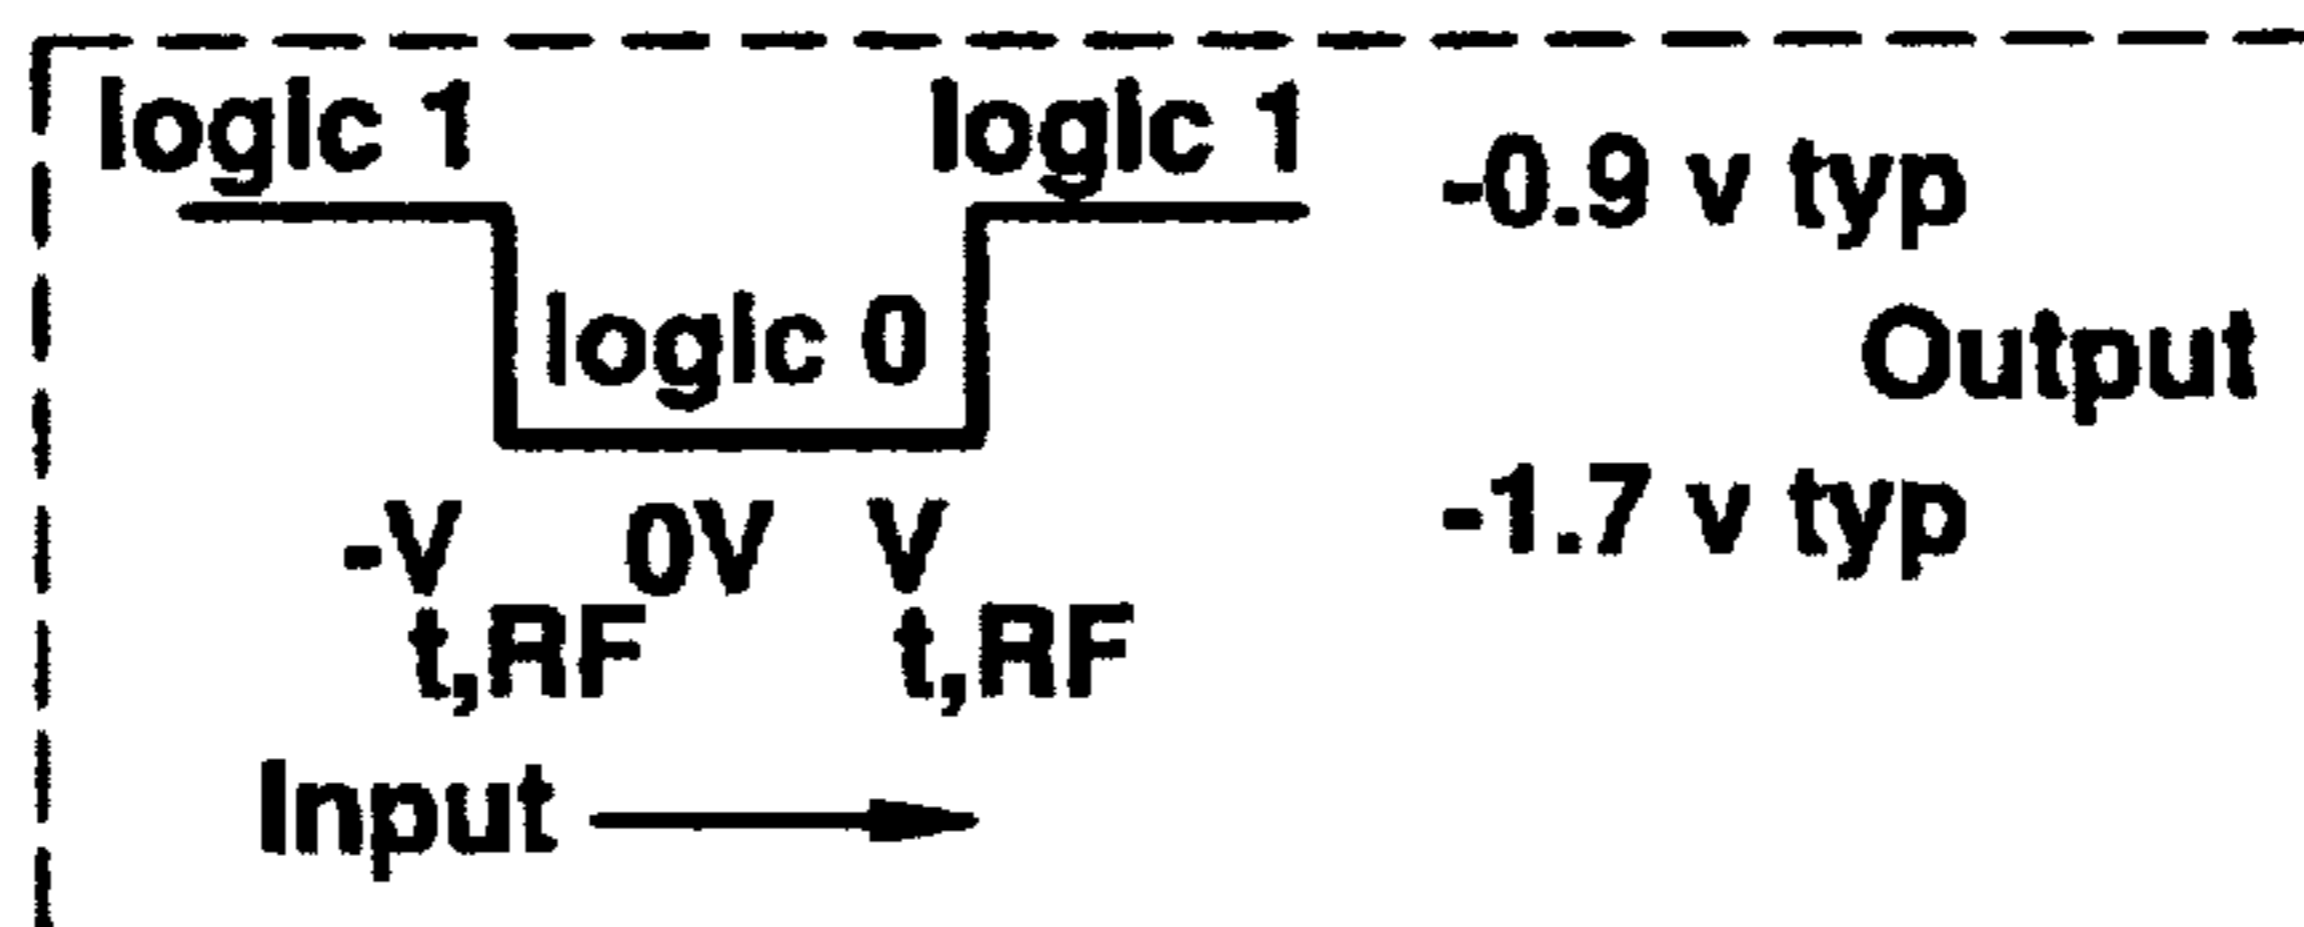 logic 1 logic 1
-0.9 v typ
logic 0
Output
-1.7 v typ
-V 0V V
t,RF t,RF
Input